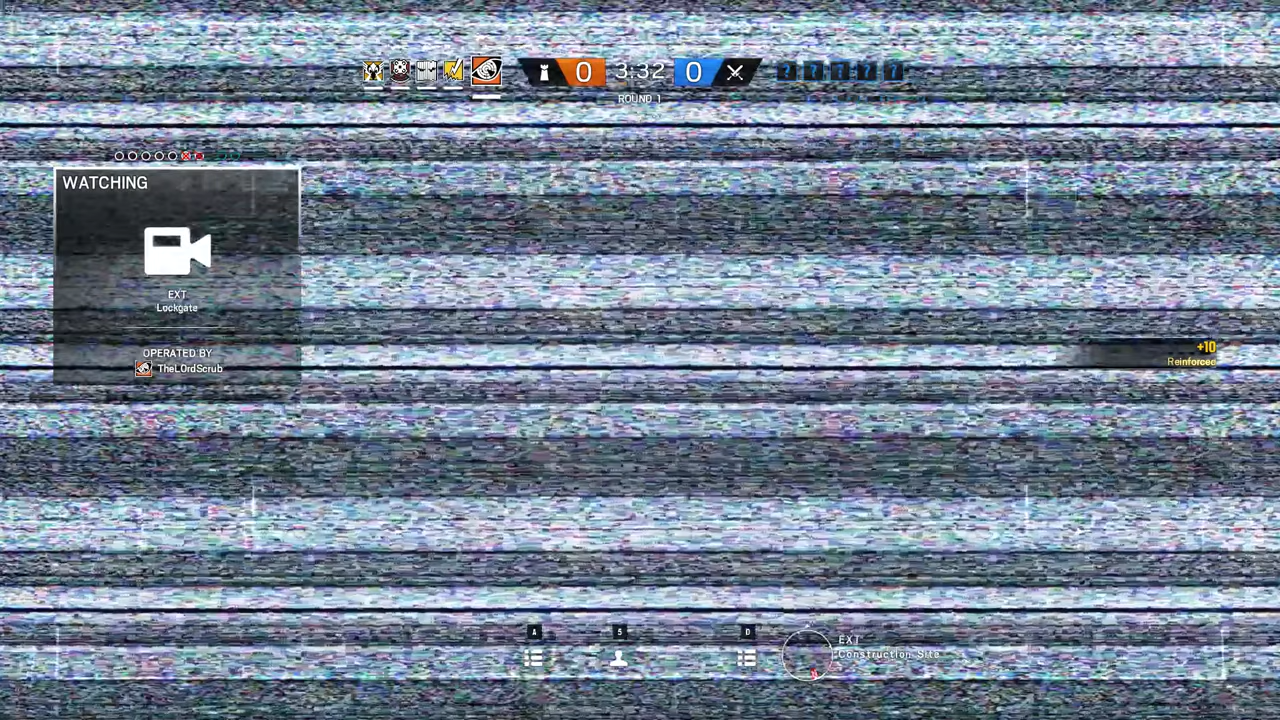 0 3:32 0
? ? ? ? ?
ROUND 1
WATCHING
EXT
Lockgate
OPERATED BY
TheL0rdScrub
+10
Reinforced
A S D
EXT
Construction Site